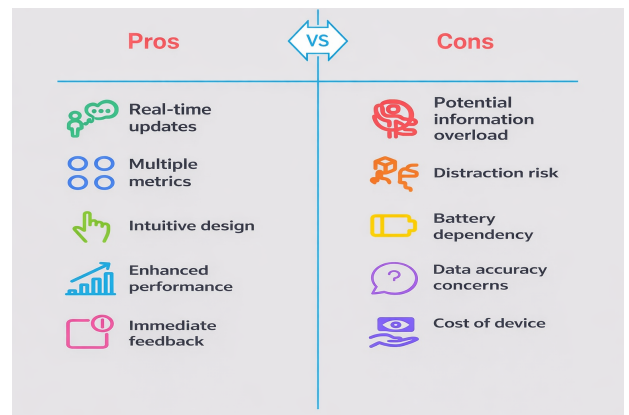 Pros
VS
Cons
Real-time
updates
Multiple
metrics
Intuitive design
Enhanced
performance
Immediate
feedback
Potential
information
overload
Distraction risk
Battery
dependency
Data accuracy
concerns
Cost of device